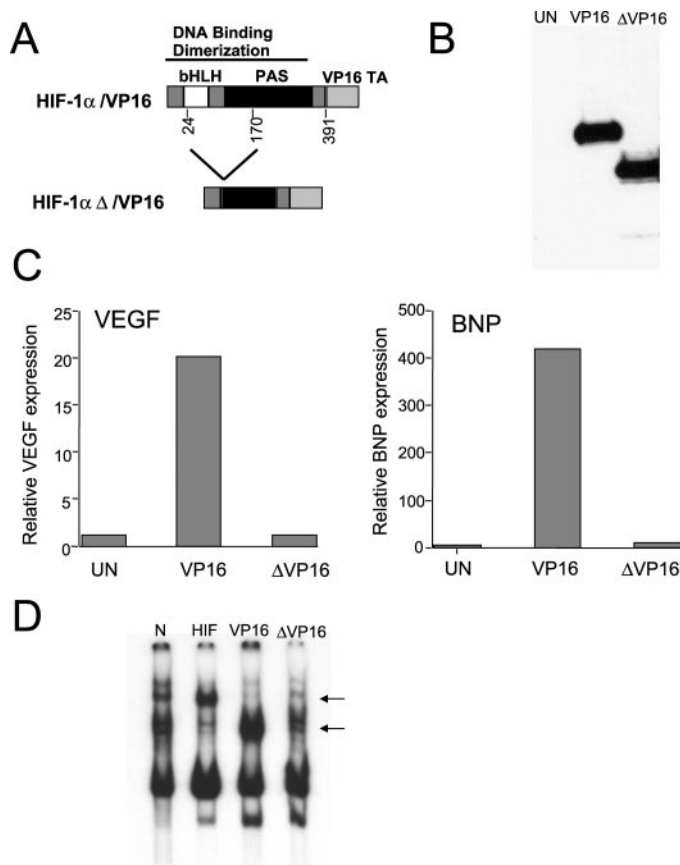 A
DNA Binding
Dimerization
bHLH PAS VP16 TA
HIF-1α /VP16
24 170 391
HIF-1α Δ /VP16
B
UN VP16 ΔVP16
C
VEGF
Relative VEGF expression
25
20
15
10
5
0
UN VP16 ΔVP16
BNP
Relative BNP expression
500
400
300
200
100
0
UN VP16 ΔVP16
D
N HIF VP16 ΔVP16